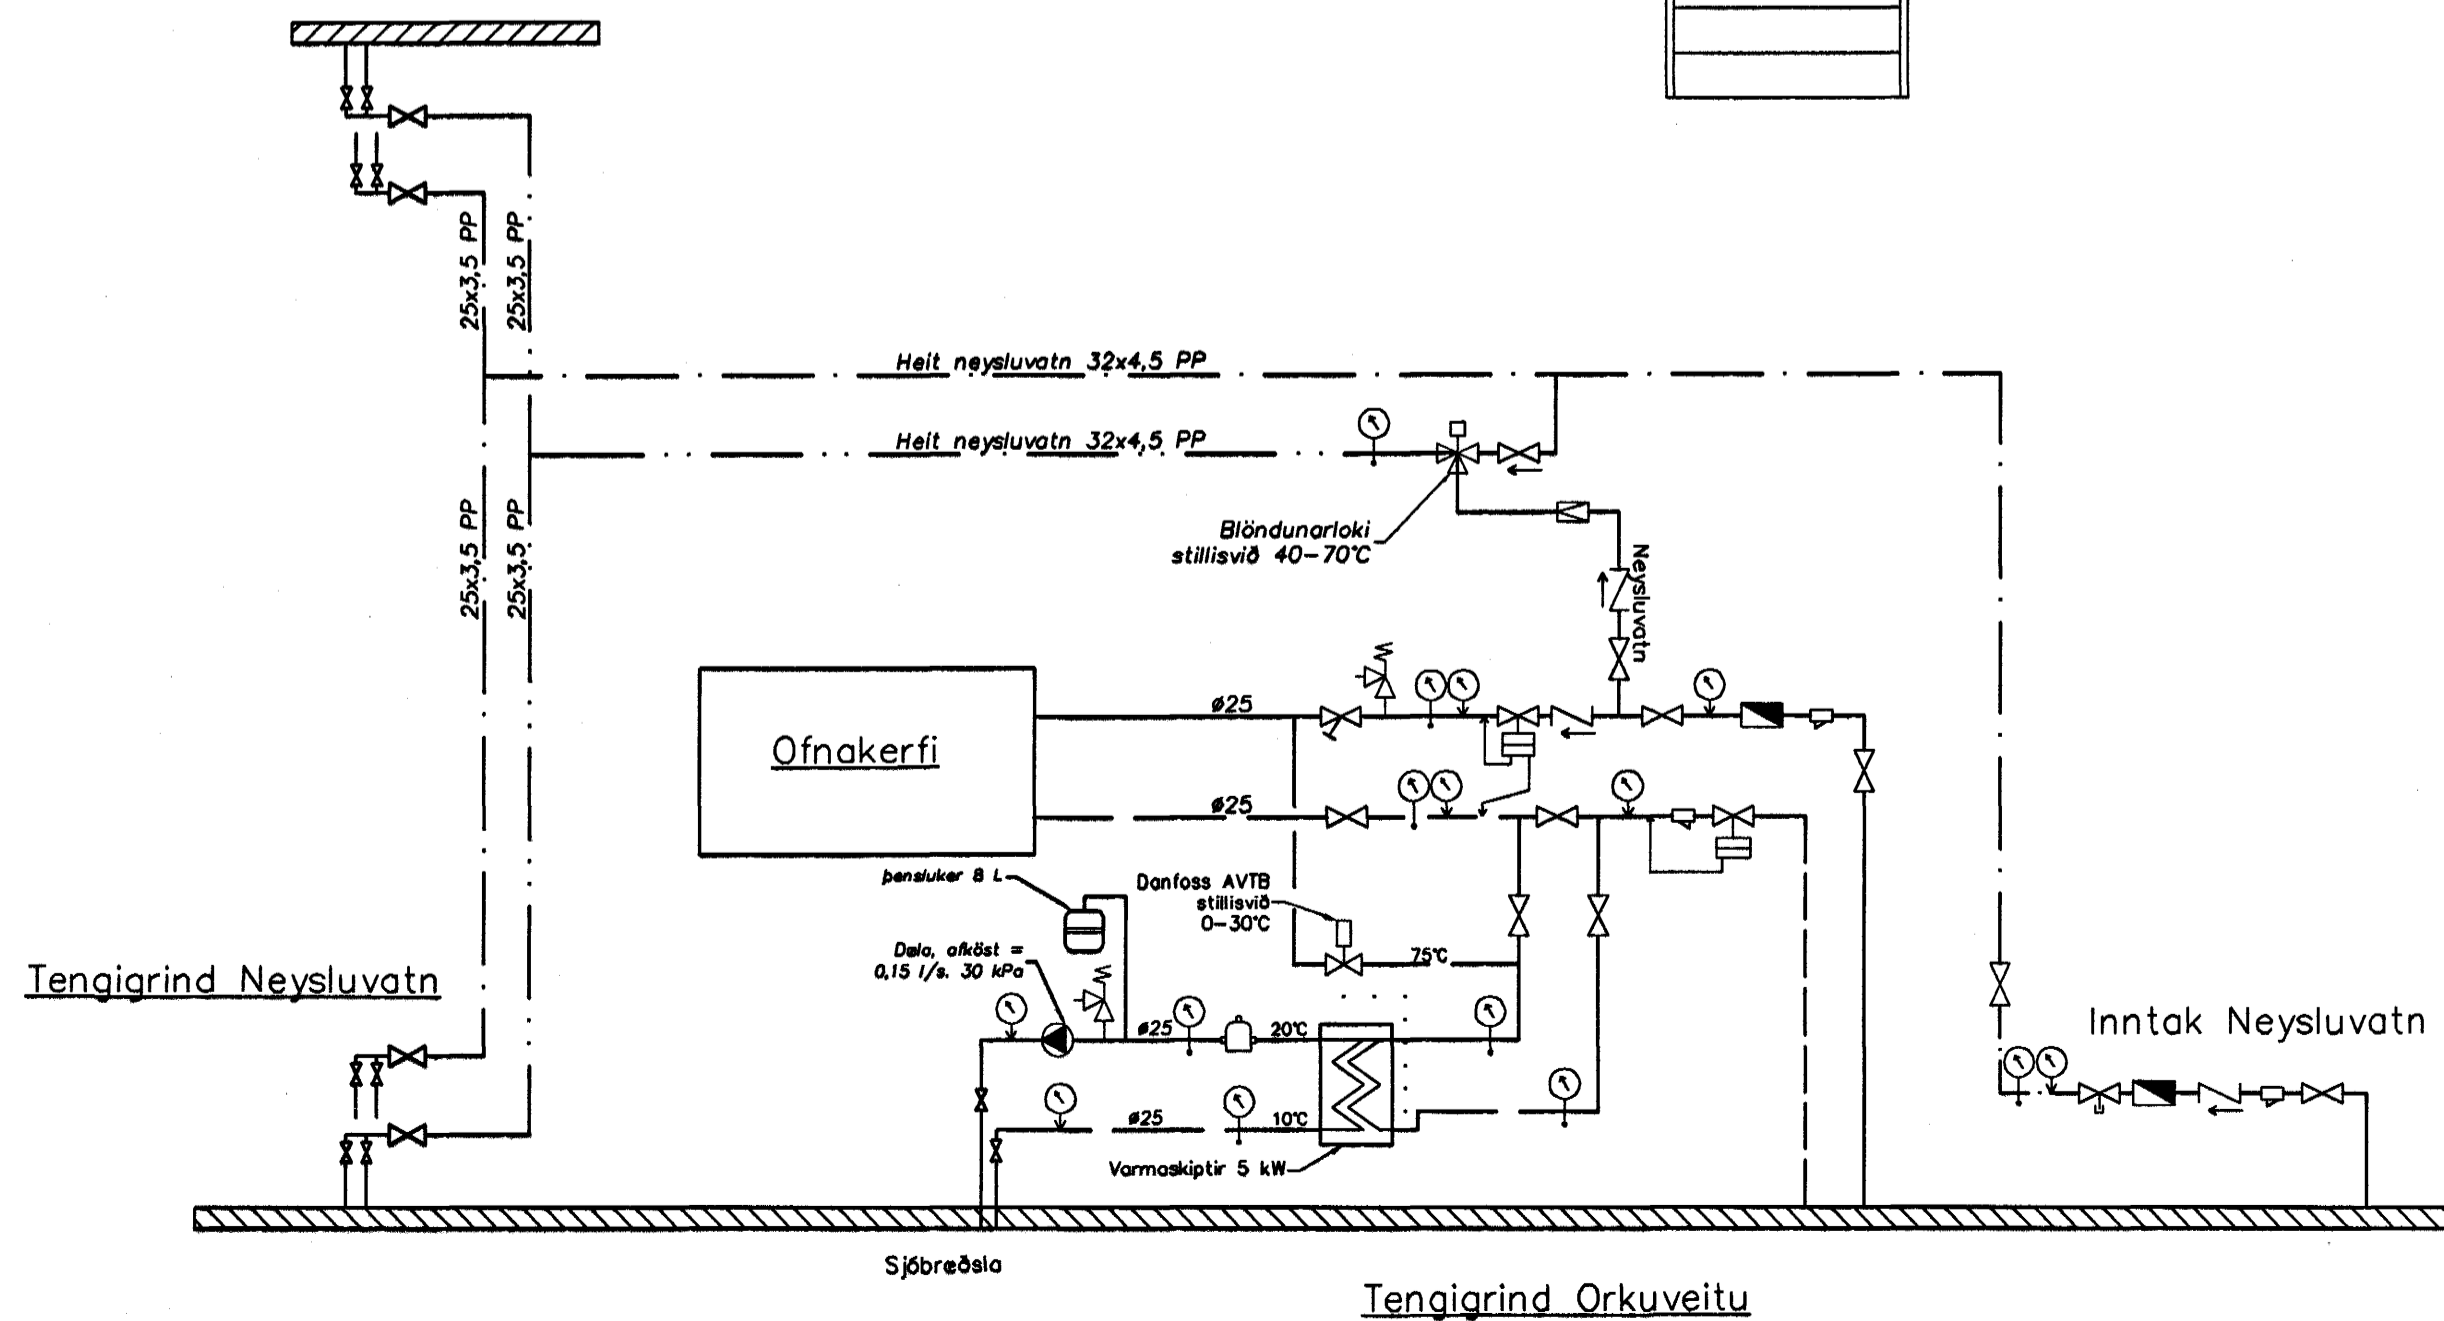 25x3,5 PP
25x3,5 PP
Heit neysluvatn 32x4,5 PP
Heit neysluvatn 32x4,5 PP
25x3,5 PP
25x3,5 PP
Blöndunarloki
stillisvið 40-70°C
Neysluvatn
Ofnakerfi
ø25
ø25
þensluker 8 L
Danfoss AVTB
stillisvið
0-30°C
Dæla, afköst =
0,15 l/s. 30 kPa
75°C
Tengigrind Neysluvatn
ø25
20°C
Inntak Neysluvatn
ø25
10°C
Varmaskiptir 5 kW
Sjóbræðsla
Tengigrind Orkuveitu